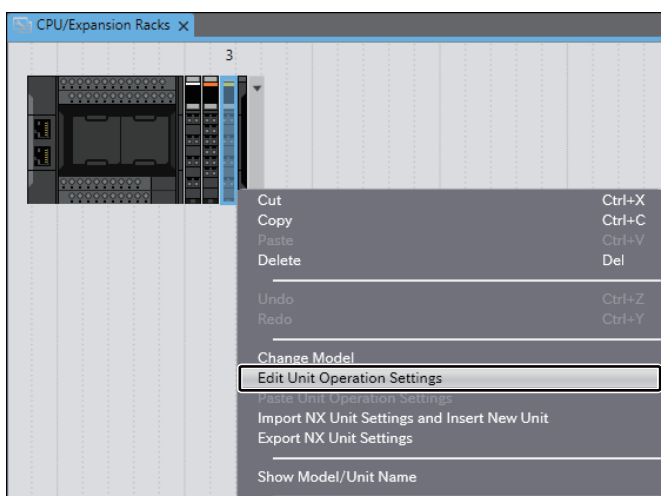 CPU/Expansion Racks
3
Cut Ctrl+X
Copy Ctrl+C
Paste Ctrl+V
Delete Del
Undo Ctrl+Z
Redo Ctrl+Y
Change Model
Edit Unit Operation Settings
Paste Unit Operation Settings
Import NX Unit Settings and Insert New Unit
Export NX Unit Settings
Show Model/Unit Name